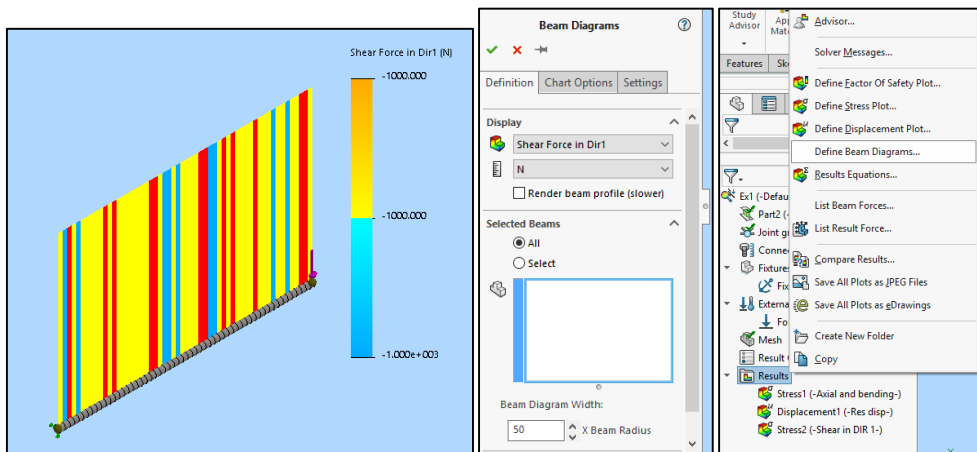 Shear Force in Dir1 (N)
-1000.000
-1000.000
-1.000e+003
Beam Diagrams
Definition
Chart Options
Settings
Display
Shear Force in Dir1
N
Render beam profile (slower)
Selected Beams
All
Select
Beam Diagram Width:
50
X Beam Radius
Study
Advisor
Features
Advisor...
Solver Messages...
Define Factor Of Safety Plot...
Define Stress Plot...
Define Displacement Plot...
Define Beam Diagrams...
Results Equations...
List Beam Forces...
List Result Force...
Compare Results...
Save All Plots as JPEG Files
Save All Plots as eDrawings
Create New Folder
Copy
Ex1 (-Defau
Part2 (-
Joint g
Conne
Fixtures
Fix
Externa
Fo
Mesh
Result
Results
Stress1 (-Axial and bending-)
Displacement1 (-Res disp-)
Stress2 (-Shear in DIR 1-)